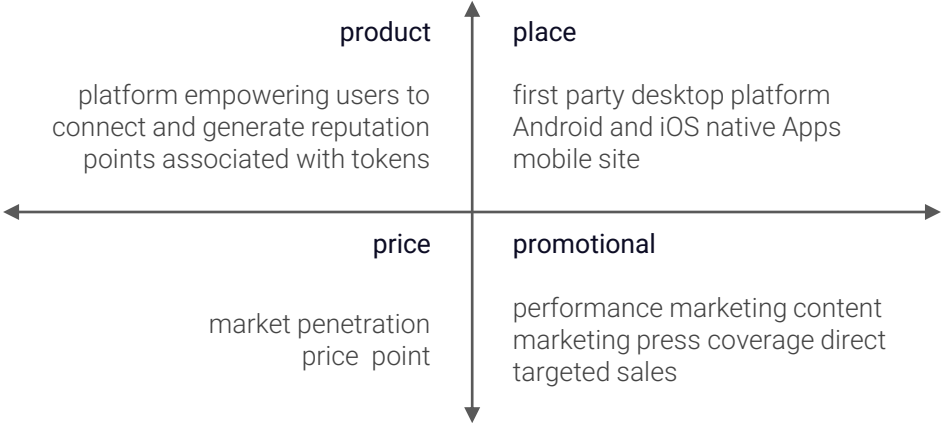 product
platform empowering users to
connect and generate reputation
points associated with tokens
place
first party desktop platform
Android and iOS native Apps
mobile site
price
market penetration
price point
promotional
performance marketing content
marketing press coverage direct
targeted sales